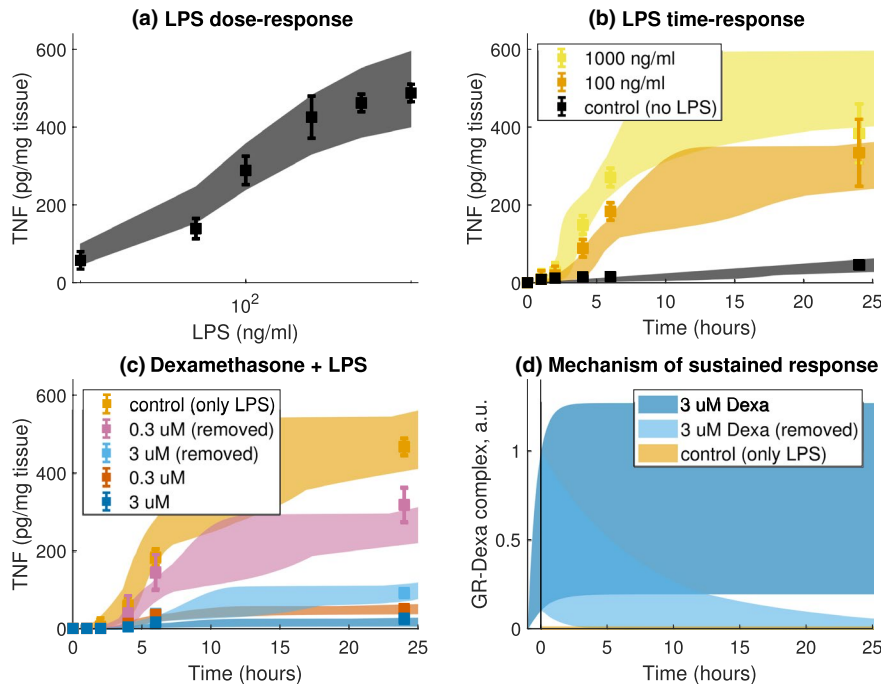 (a) LPS dose-response
600
400
200
0
TNF (pg/mg tissue)
10²
LPS (ng/ml)
(b) LPS time-response
1000 ng/ml
100 ng/ml
control (no LPS)
600
400
200
0
TNF (pg/mg tissue)
0 5 10 15 20 25
Time (hours)
(c) Dexamethasone + LPS
control (only LPS)
0.3 uM (removed)
3 uM (removed)
0.3 uM
3 uM
600
400
200
0
TNF (pg/mg tissue)
0 5 10 15 20 25
Time (hours)
(d) Mechanism of sustained response
3 uM Dexa
3 uM Dexa (removed)
control (only LPS)
1
0.5
0
GR-Dexa complex, a.u.
0 5 10 15 20 25
Time (hours)